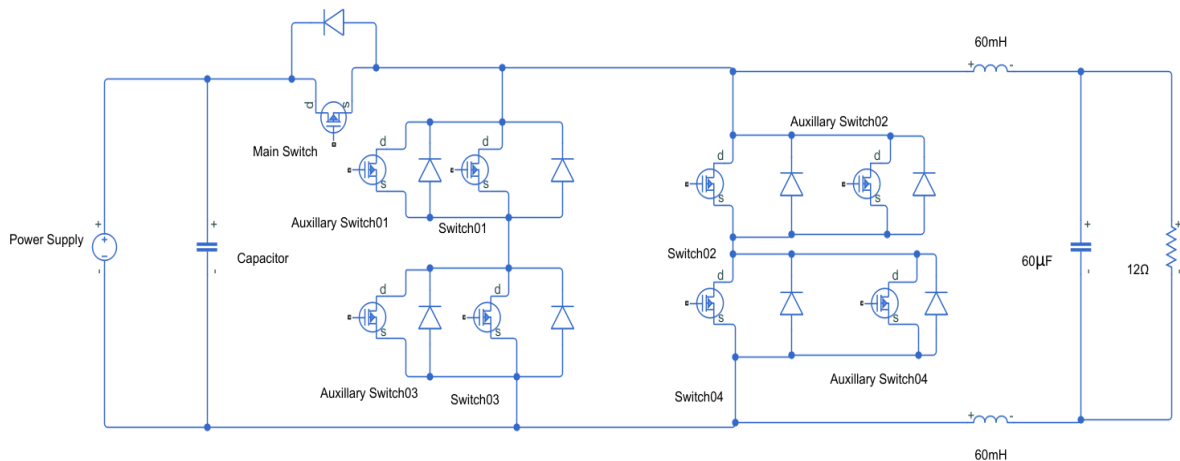 60mH
+
-
d
s
Main Switch
Auxillary Switch02
d
d
d
d
s
s
s
s
Auxillary Switch01
Switch01
+
Power Supply
+
-
-
+
-
Capacitor
Switch02
+
-
60µF
+
-
12Ω
d
d
d
d
s
s
s
s
Auxillary Switch03
Switch03
Switch04
Auxillary Switch04
+
-
60mH